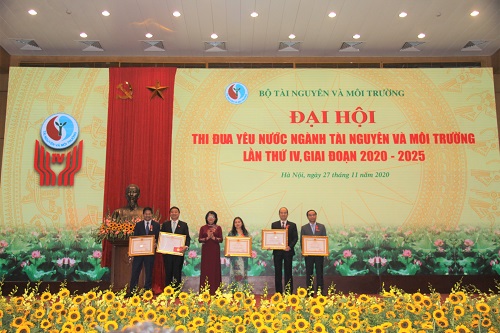 BỘ TÀI NGUYÊN VÀ MÔI TRƯỜNG
ĐẠI HỘI
THI ĐUA YÊU NƯỚC NGÀNH TÀI NGUYÊN VÀ MÔI TRƯỜNG
LẦN THỨ IV, GIAI ĐOẠN 2020 - 2025
Hà Nội, ngày 27 tháng 11 năm 2020
IV